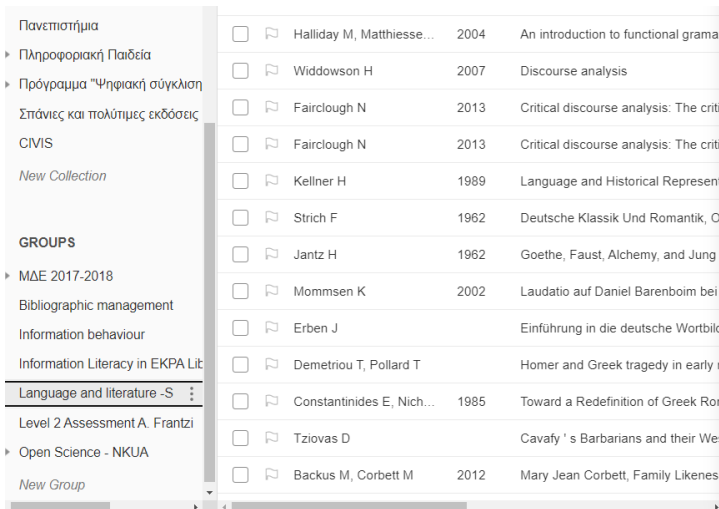 Πανεπιστήμια
Πληροφοριακή Παιδεία
Πρόγραμμα "Ψηφιακή σύγκλιση
Σπάνιες και πολύτιμες εκδόσεις
CIVIS
New Collection
GROUPS
ΜΔΕ 2017-2018
Bibliographic management
Information behaviour
Information Literacy in EKPA Lib
Language and literature -S
Level 2 Assessment A. Frantzi
Open Science - NKUA
New Group
Halliday M, Matthiesse... 2004 An introduction to functional grama
Widdowson H 2007 Discourse analysis
Fairclough N 2013 Critical discourse analysis: The criti
Fairclough N 2013 Critical discourse analysis: The criti
Kellner H 1989 Language and Historical Represent
Strich F 1962 Deutsche Klassik Und Romantik, O
Jantz H 1962 Goethe, Faust, Alchemy, and Jung
Mommsen K 2002 Laudatio auf Daniel Barenboim bei
Erben J Einführung in die deutsche Wortbild
Demetriou T, Pollard T Homer and Greek tragedy in early
Constantinides E, Nich... 1985 Toward a Redefinition of Greek Ror
Tziovas D Cavafy ' s Barbarians and their Wes
Backus M, Corbett M 2012 Mary Jean Corbett, Family Likenes